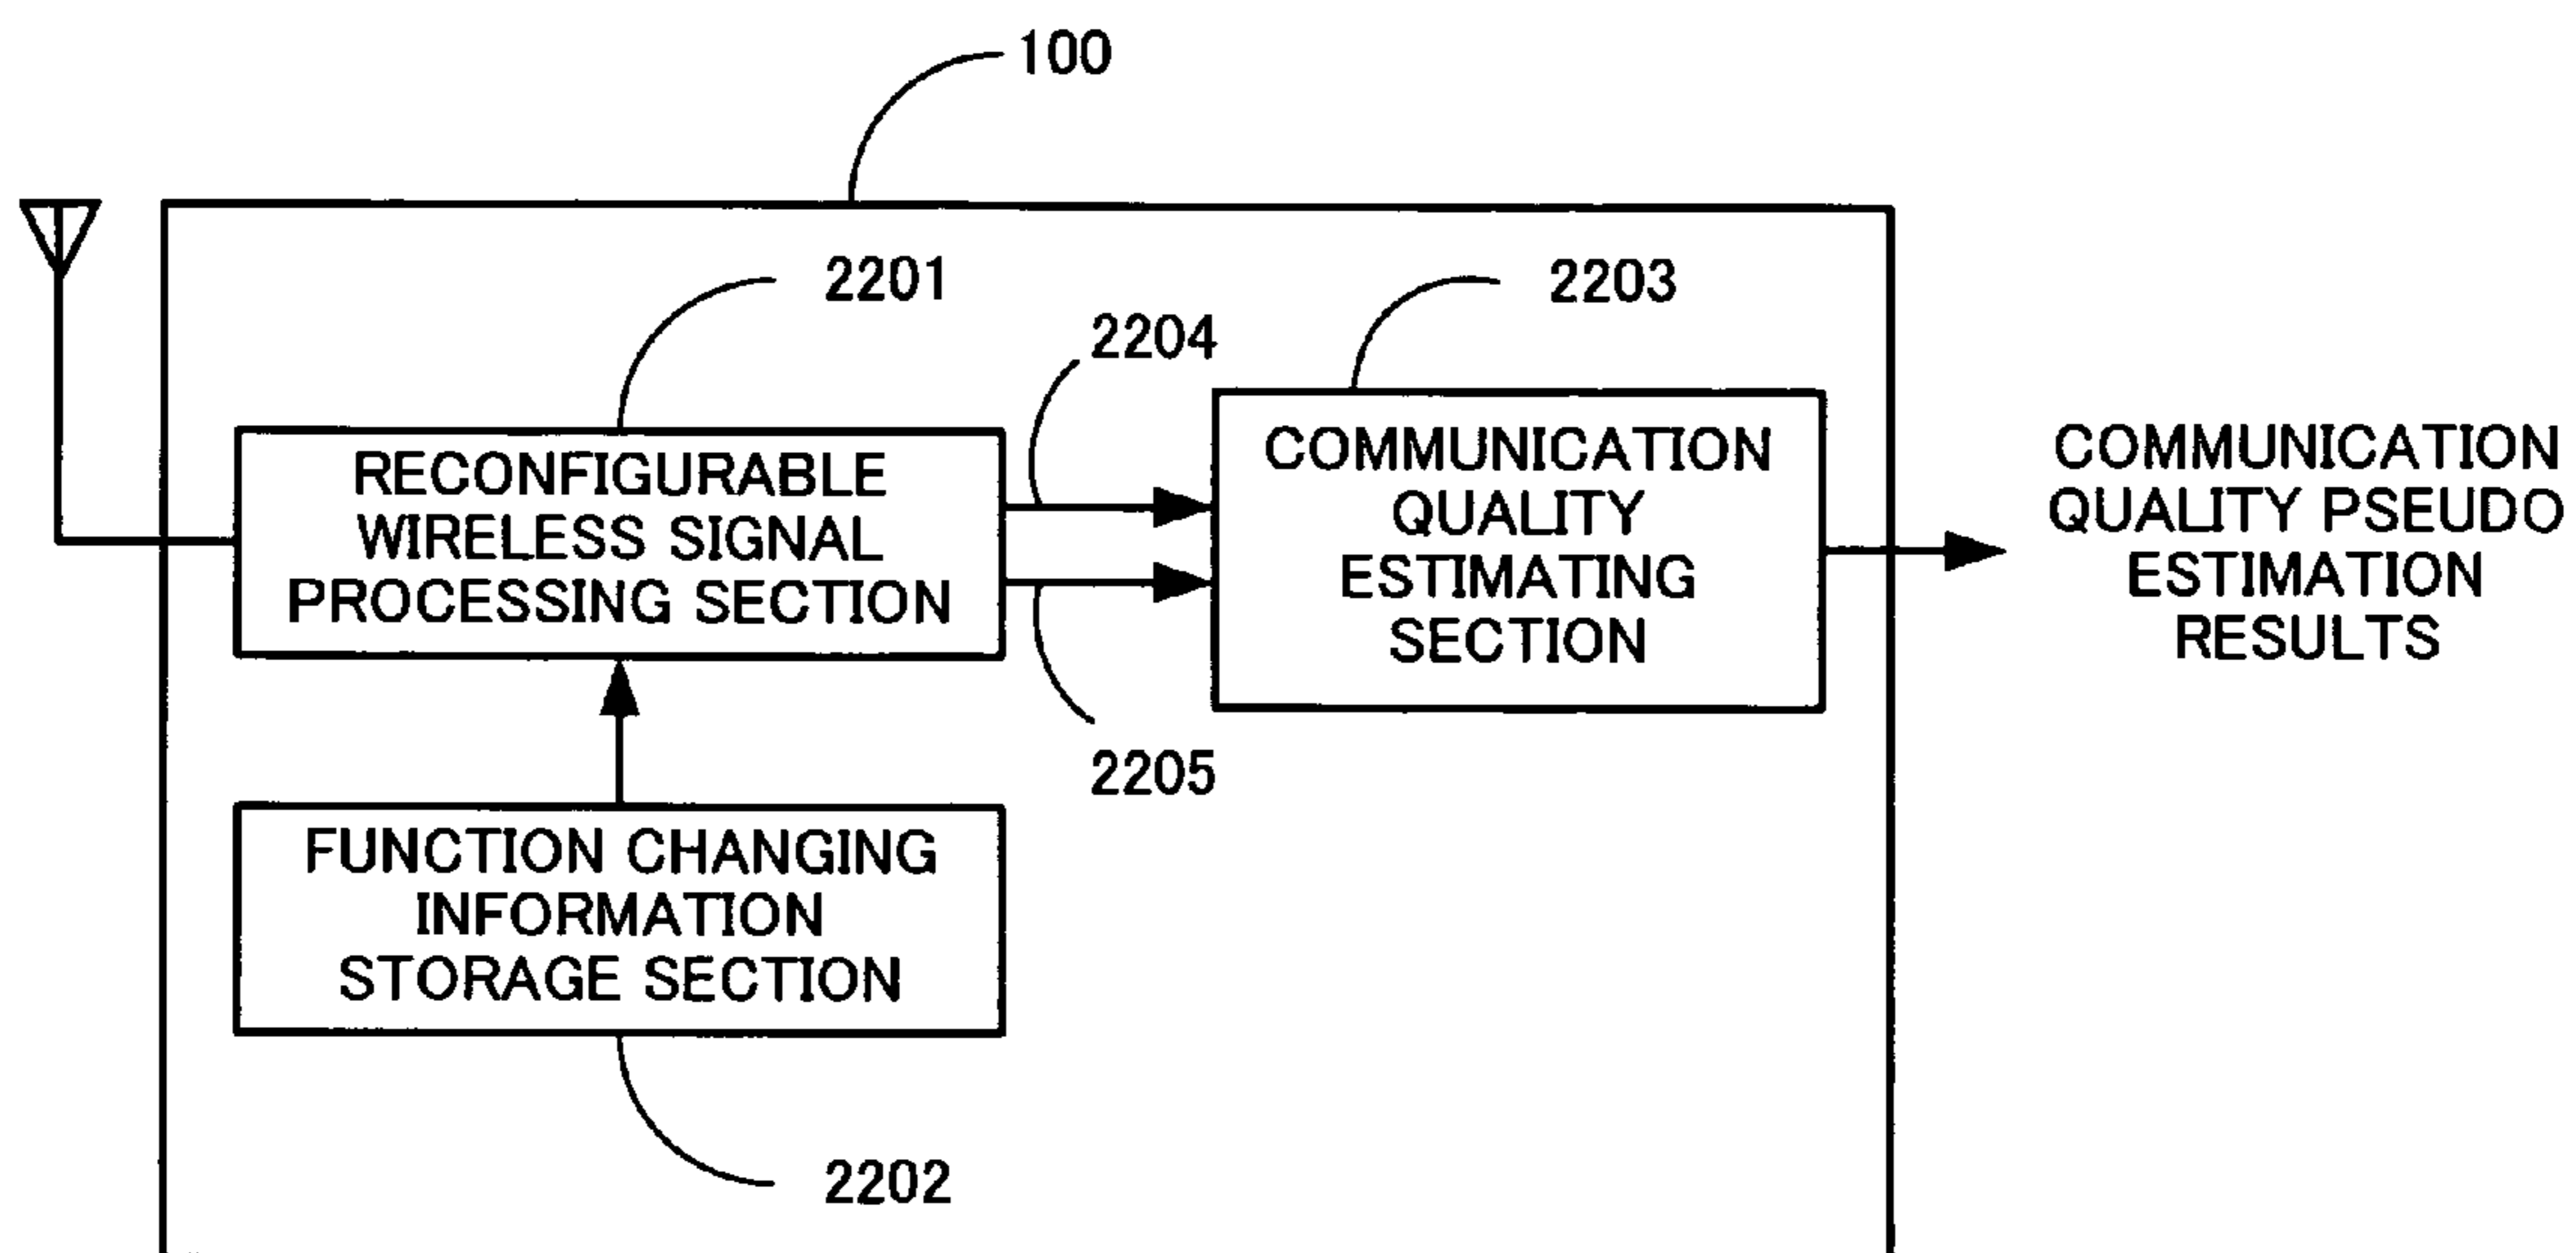 100
2201
2203
2204
RECONFIGURABLE
WIRELESS SIGNAL
PROCESSING SECTION
COMMUNICATION
QUALITY
ESTIMATING
SECTION
COMMUNICATION
QUALITY PSEUDO
ESTIMATION
RESULTS
2205
FUNCTION CHANGING
INFORMATION
STORAGE SECTION
2202